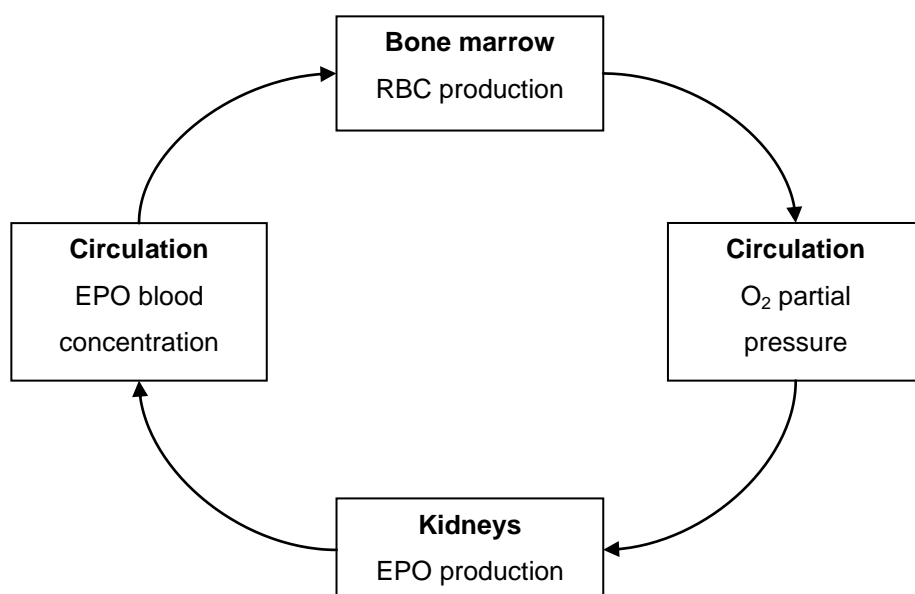 Bone marrow
RBC production
Circulation
EPO blood
concentration
Circulation
O₂ partial
pressure
Kidneys
EPO production